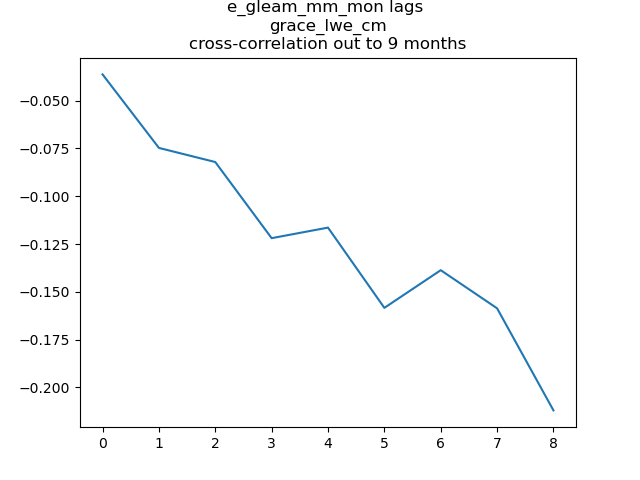 e_gleam_mm_mon lags
grace_lwe_cm
cross-correlation out to 9 months
−0.050
−0.075
−0.100
−0.125
−0.150
−0.175
−0.200
0 1 2 3 4 5 6 7 8